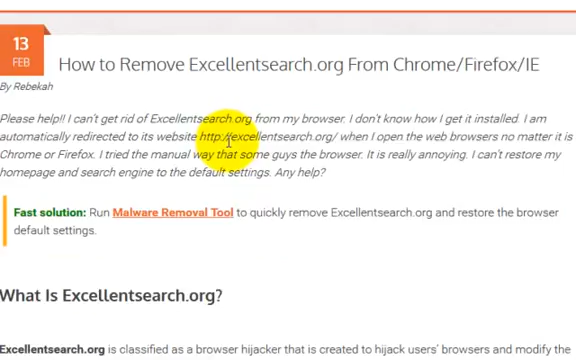 13
FEB
How to Remove Excellentsearch.org From Chrome/Firefox/IE
By Rebekah
Please help!! I can't get rid of Excellentsearch.org from my browser. I don't know how I get it installed. I am
automatically redirected to its website http://excellentsearch.org/ when I open the web browsers no matter it is
Chrome or Firefox. I tried the manual way that some guys the browser. It is really annoying. I can't restore my
homepage and search engine to the default settings. Any help?
Fast solution: Run Malware Removal Tool to quickly remove Excellentsearch.org and restore the browser
default settings.
What Is Excellentsearch.org?
Excellentsearch.org is classified as a browser hijacker that is created to hijack users' browsers and modify the